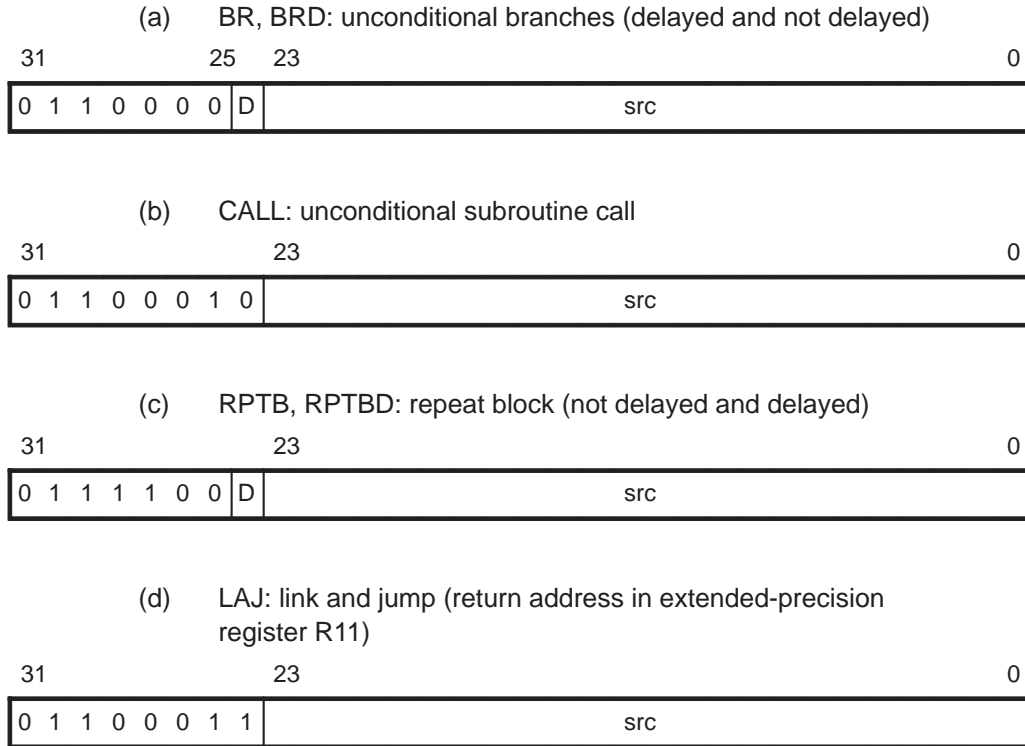 (a) BR, BRD: unconditional branches (delayed and not delayed)
31 25 23 0
0 1 1 0 0 0 0 D src
(b) CALL: unconditional subroutine call
31 23 0
0 1 1 0 0 0 1 0 src
(c) RPTB, RPTBD: repeat block (not delayed and delayed)
31 23 0
0 1 1 1 1 0 0 D src
(d) LAJ: link and jump (return address in extended-precision
register R11)
31 23 0
0 1 1 0 0 0 1 1 src